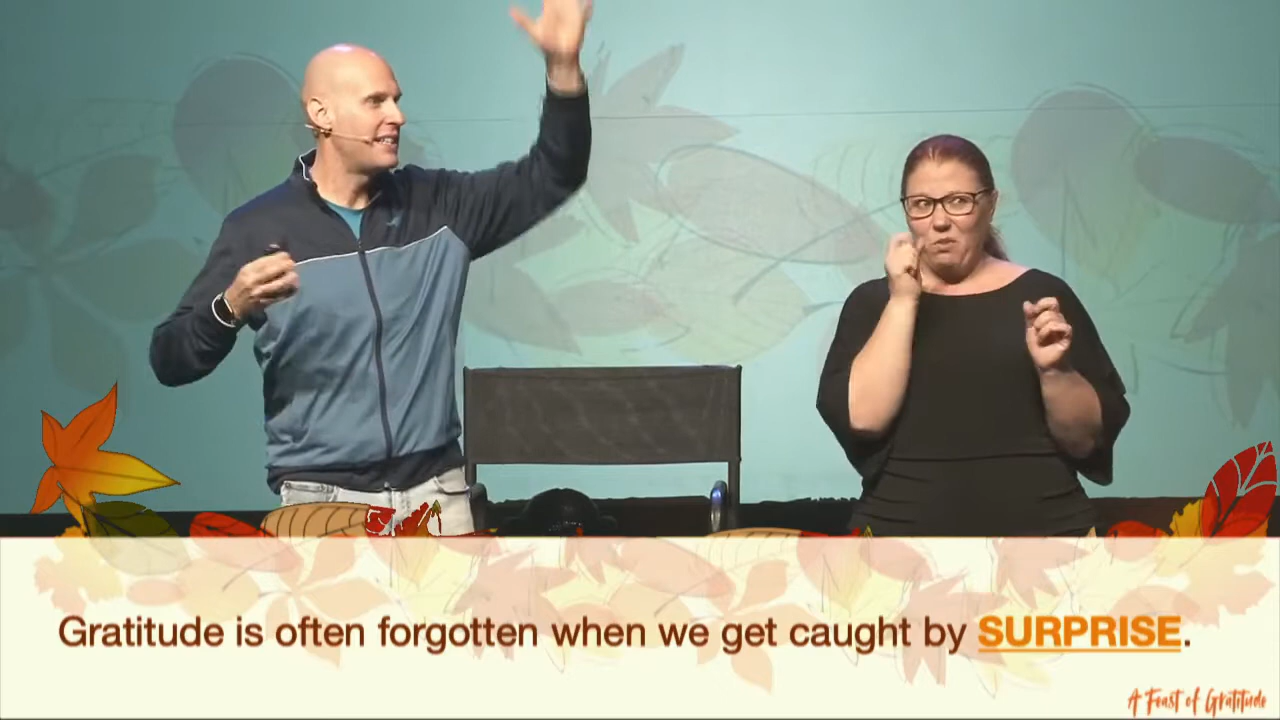 Gratitude is often forgotten when we get caught by SURPRISE.
A Feast of Gratitude